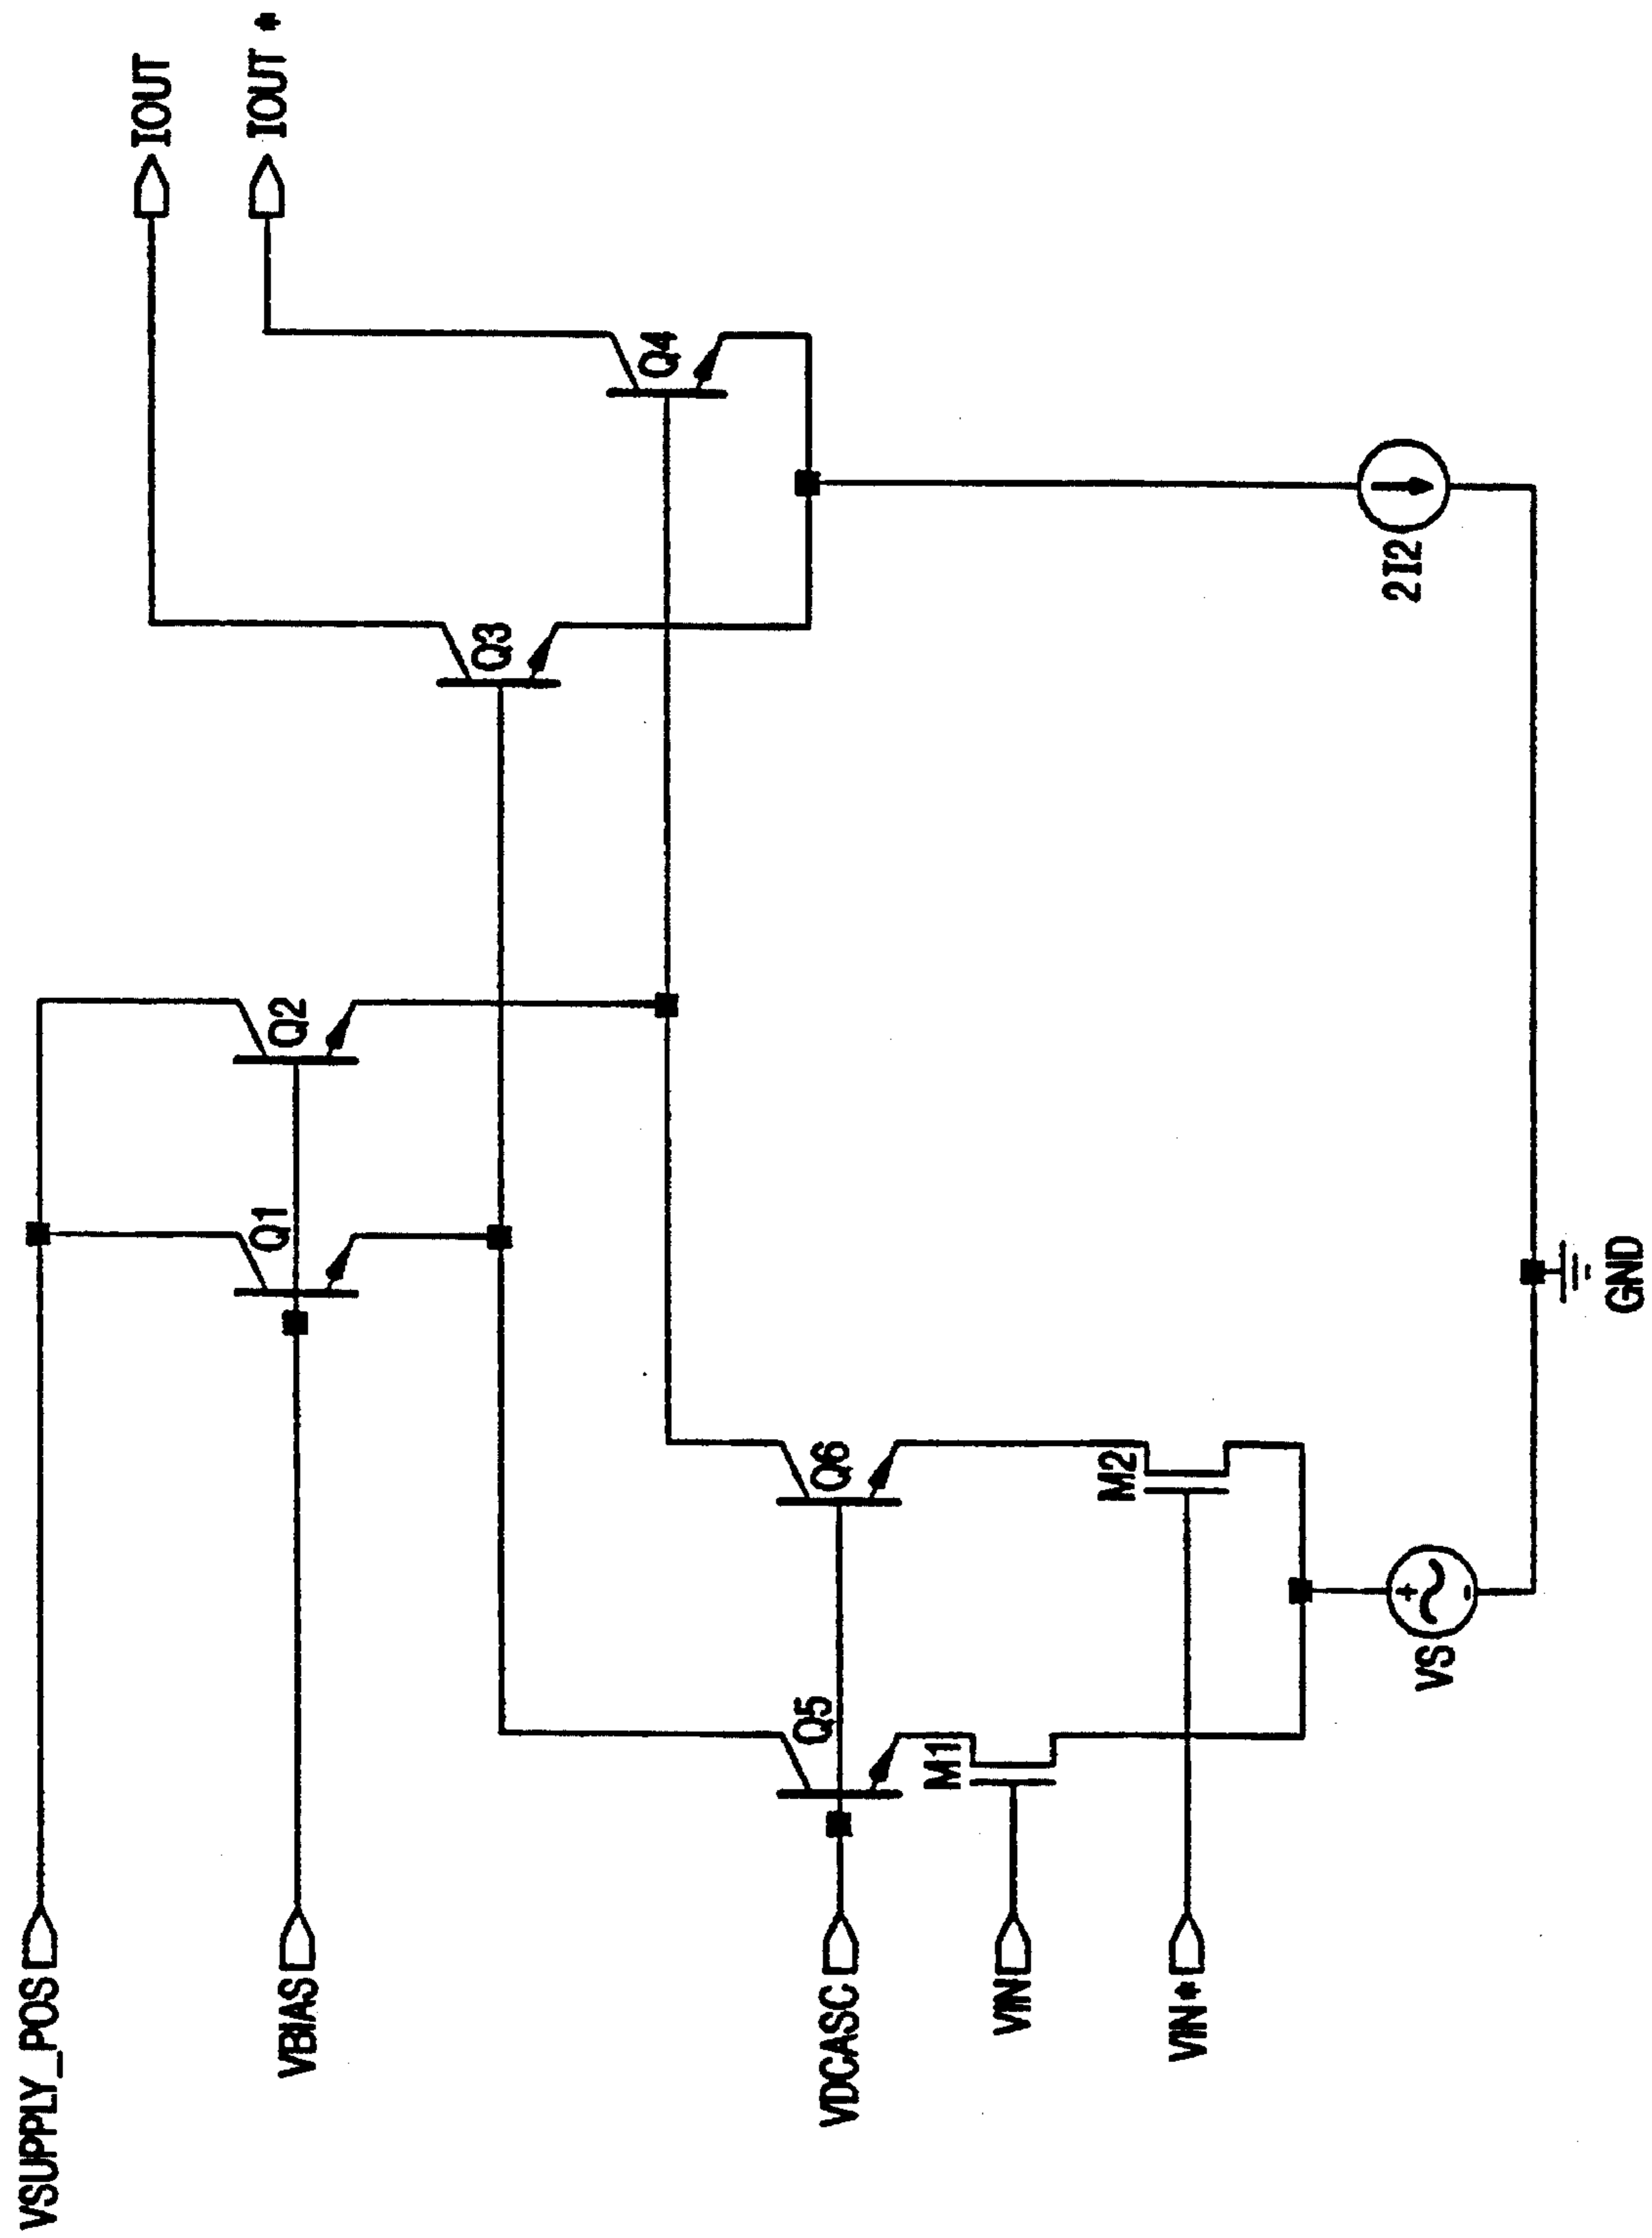 VSUPPLY_POS
VBIAS
VDCASC
VIN
VIN*
Q1
Q2
Q3
Q4
Q5
Q6
M1
M2
IOUT
IOUT *
VS
+
-
2I2
GND